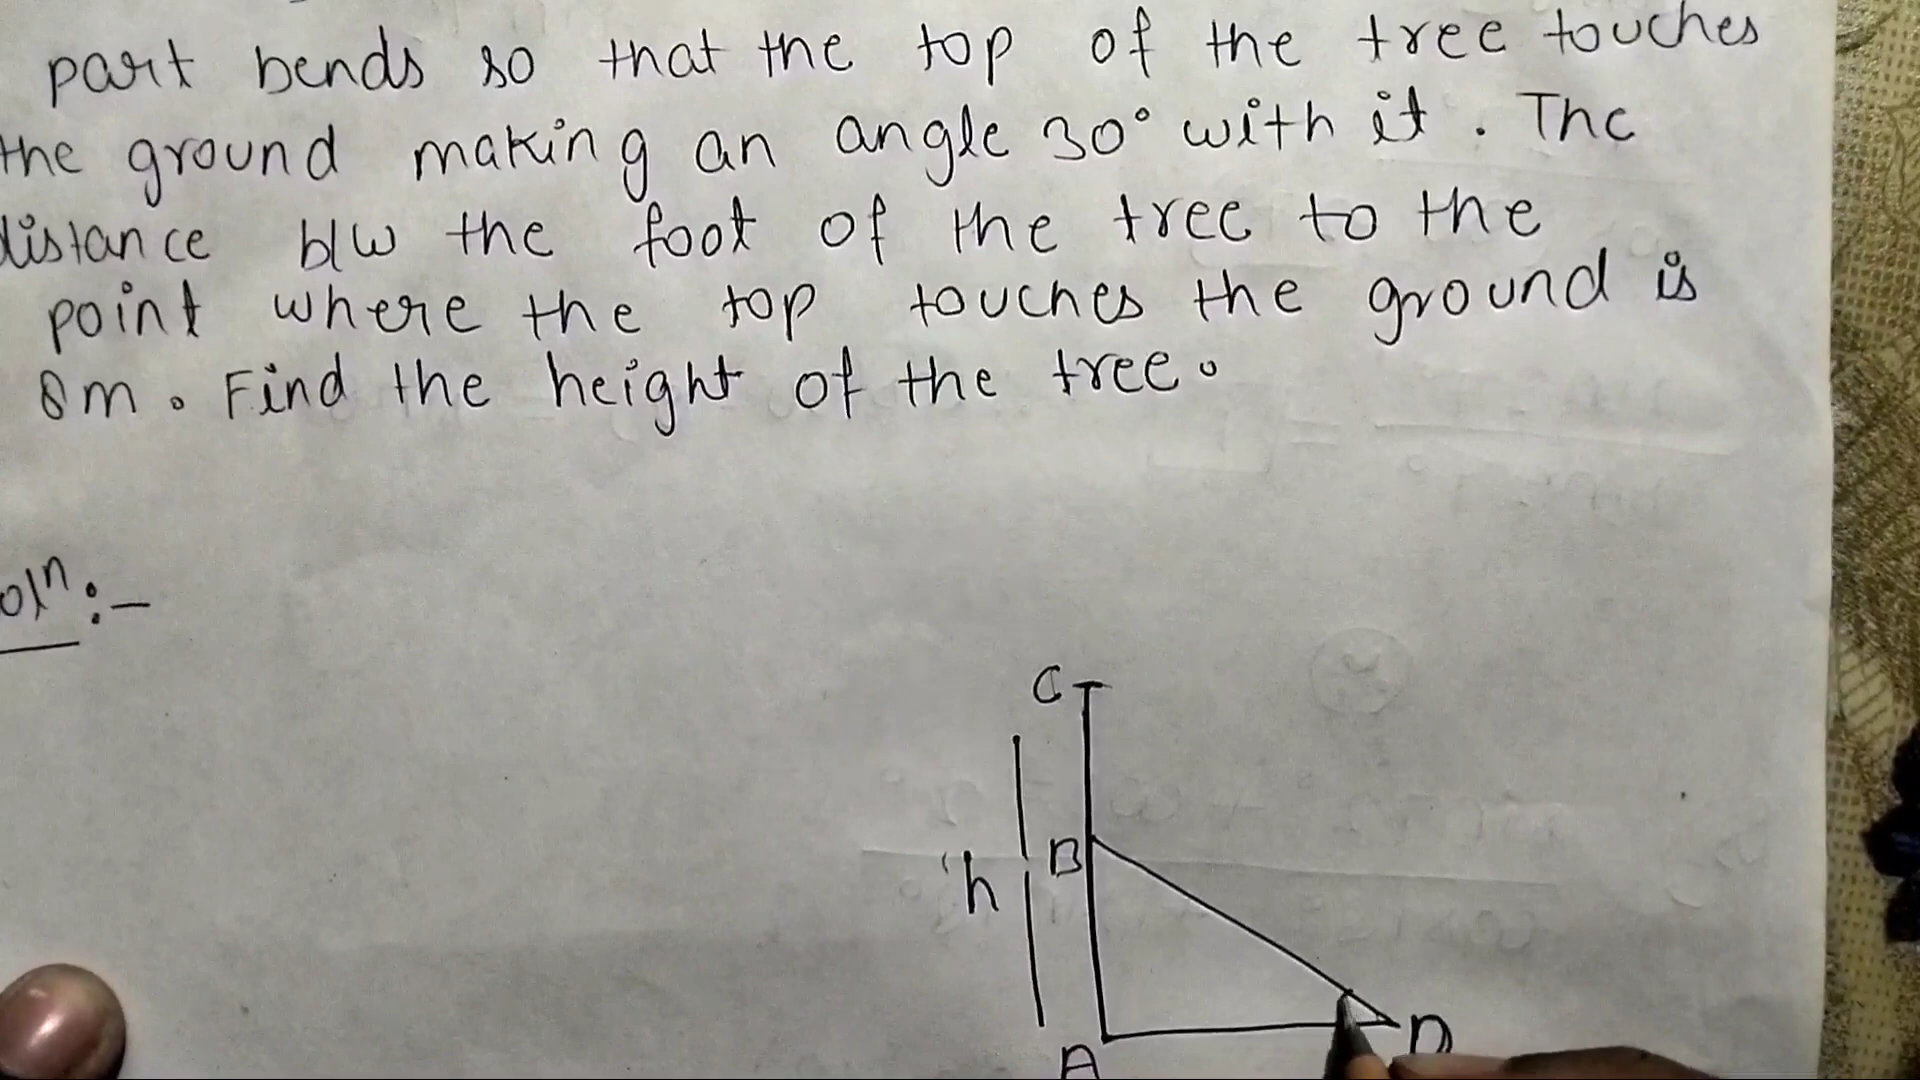 part bends so that the top of the tree touches
the ground making an angle 30° with it. The
distance b/w the foot of the tree to the
point where the top touches the ground is
8m. Find the height of the tree.
olⁿ:-
C
B
'h
A
D